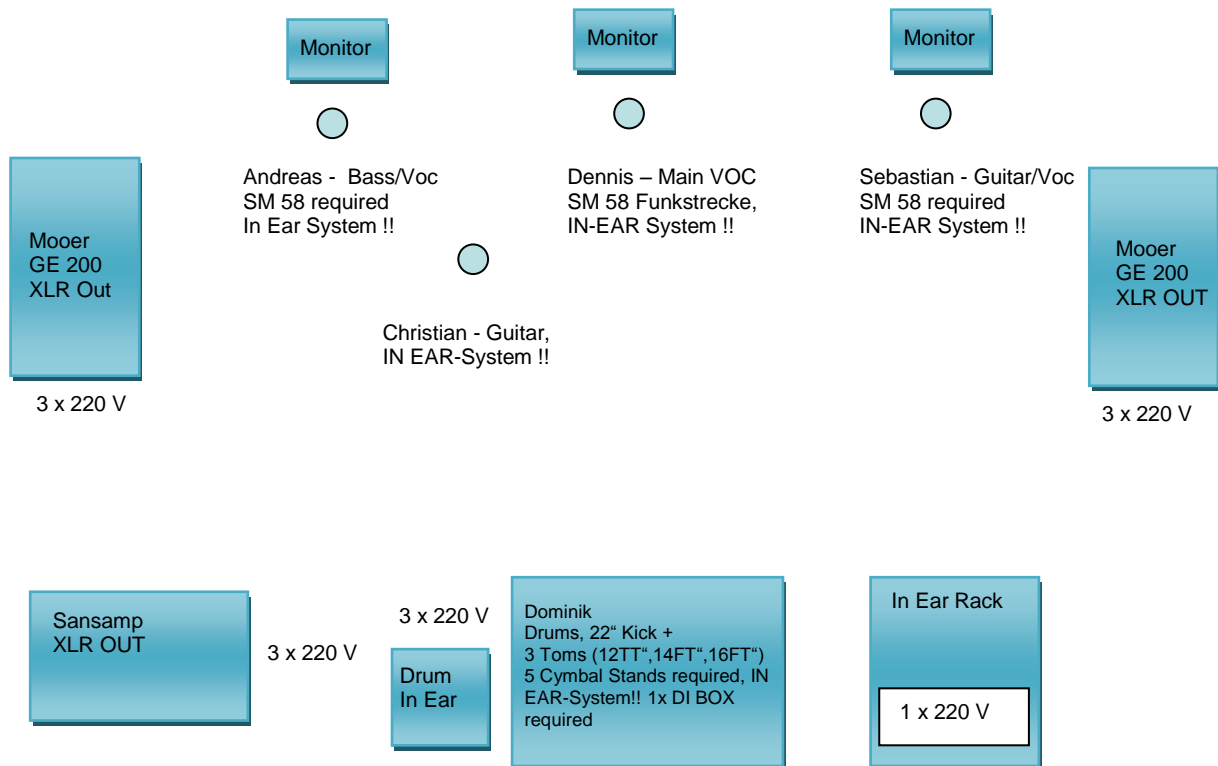 Monitor
Monitor
Monitor
Andreas -  Bass/Voc
SM 58 required
In Ear System !!
Dennis – Main VOC
SM 58 Funkstrecke,
IN-EAR System !!
Sebastian - Guitar/Voc
SM 58 required
IN-EAR System !!
Mooer
GE 200
XLR Out
Mooer
GE 200
XLR OUT
Christian - Guitar,
IN EAR-System !!
3 x 220 V
3 x 220 V
Sansamp
XLR OUT
3 x 220 V
3 x 220 V
Drum
In Ear
Dominik
Drums, 22“ Kick +
3 Toms (12TT“,14FT“,16FT“)
5 Cymbal Stands required, IN
EAR-System!! 1x DI BOX
required
In Ear Rack
1 x 220 V